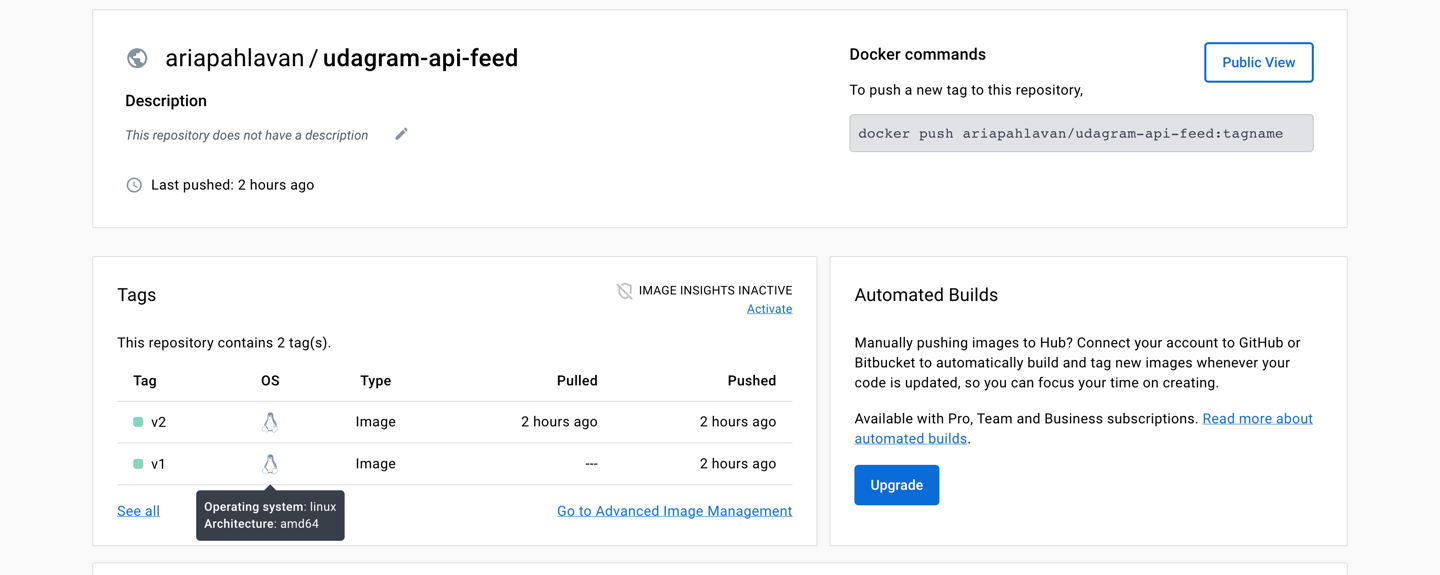 ariapahlavan / udagram-api-feed
Description
This repository does not have a description
Last pushed: 2 hours ago
Docker commands
Public View
To push a new tag to this repository,
docker push ariapahlavan/udagram-api-feed:tagname
Tags
IMAGE INSIGHTS INACTIVE
Activate
This repository contains 2 tag(s).
Tag OS Type Pulled Pushed
v2 Image 2 hours ago 2 hours ago
v1 Image --- 2 hours ago
See all
Operating system: linux
Architecture: amd64
Go to Advanced Image Management
Automated Builds
Manually pushing images to Hub? Connect your account to GitHub or
Bitbucket to automatically build and tag new images whenever your
code is updated, so you can focus your time on creating.
Available with Pro, Team and Business subscriptions. Read more about
automated builds.
Upgrade